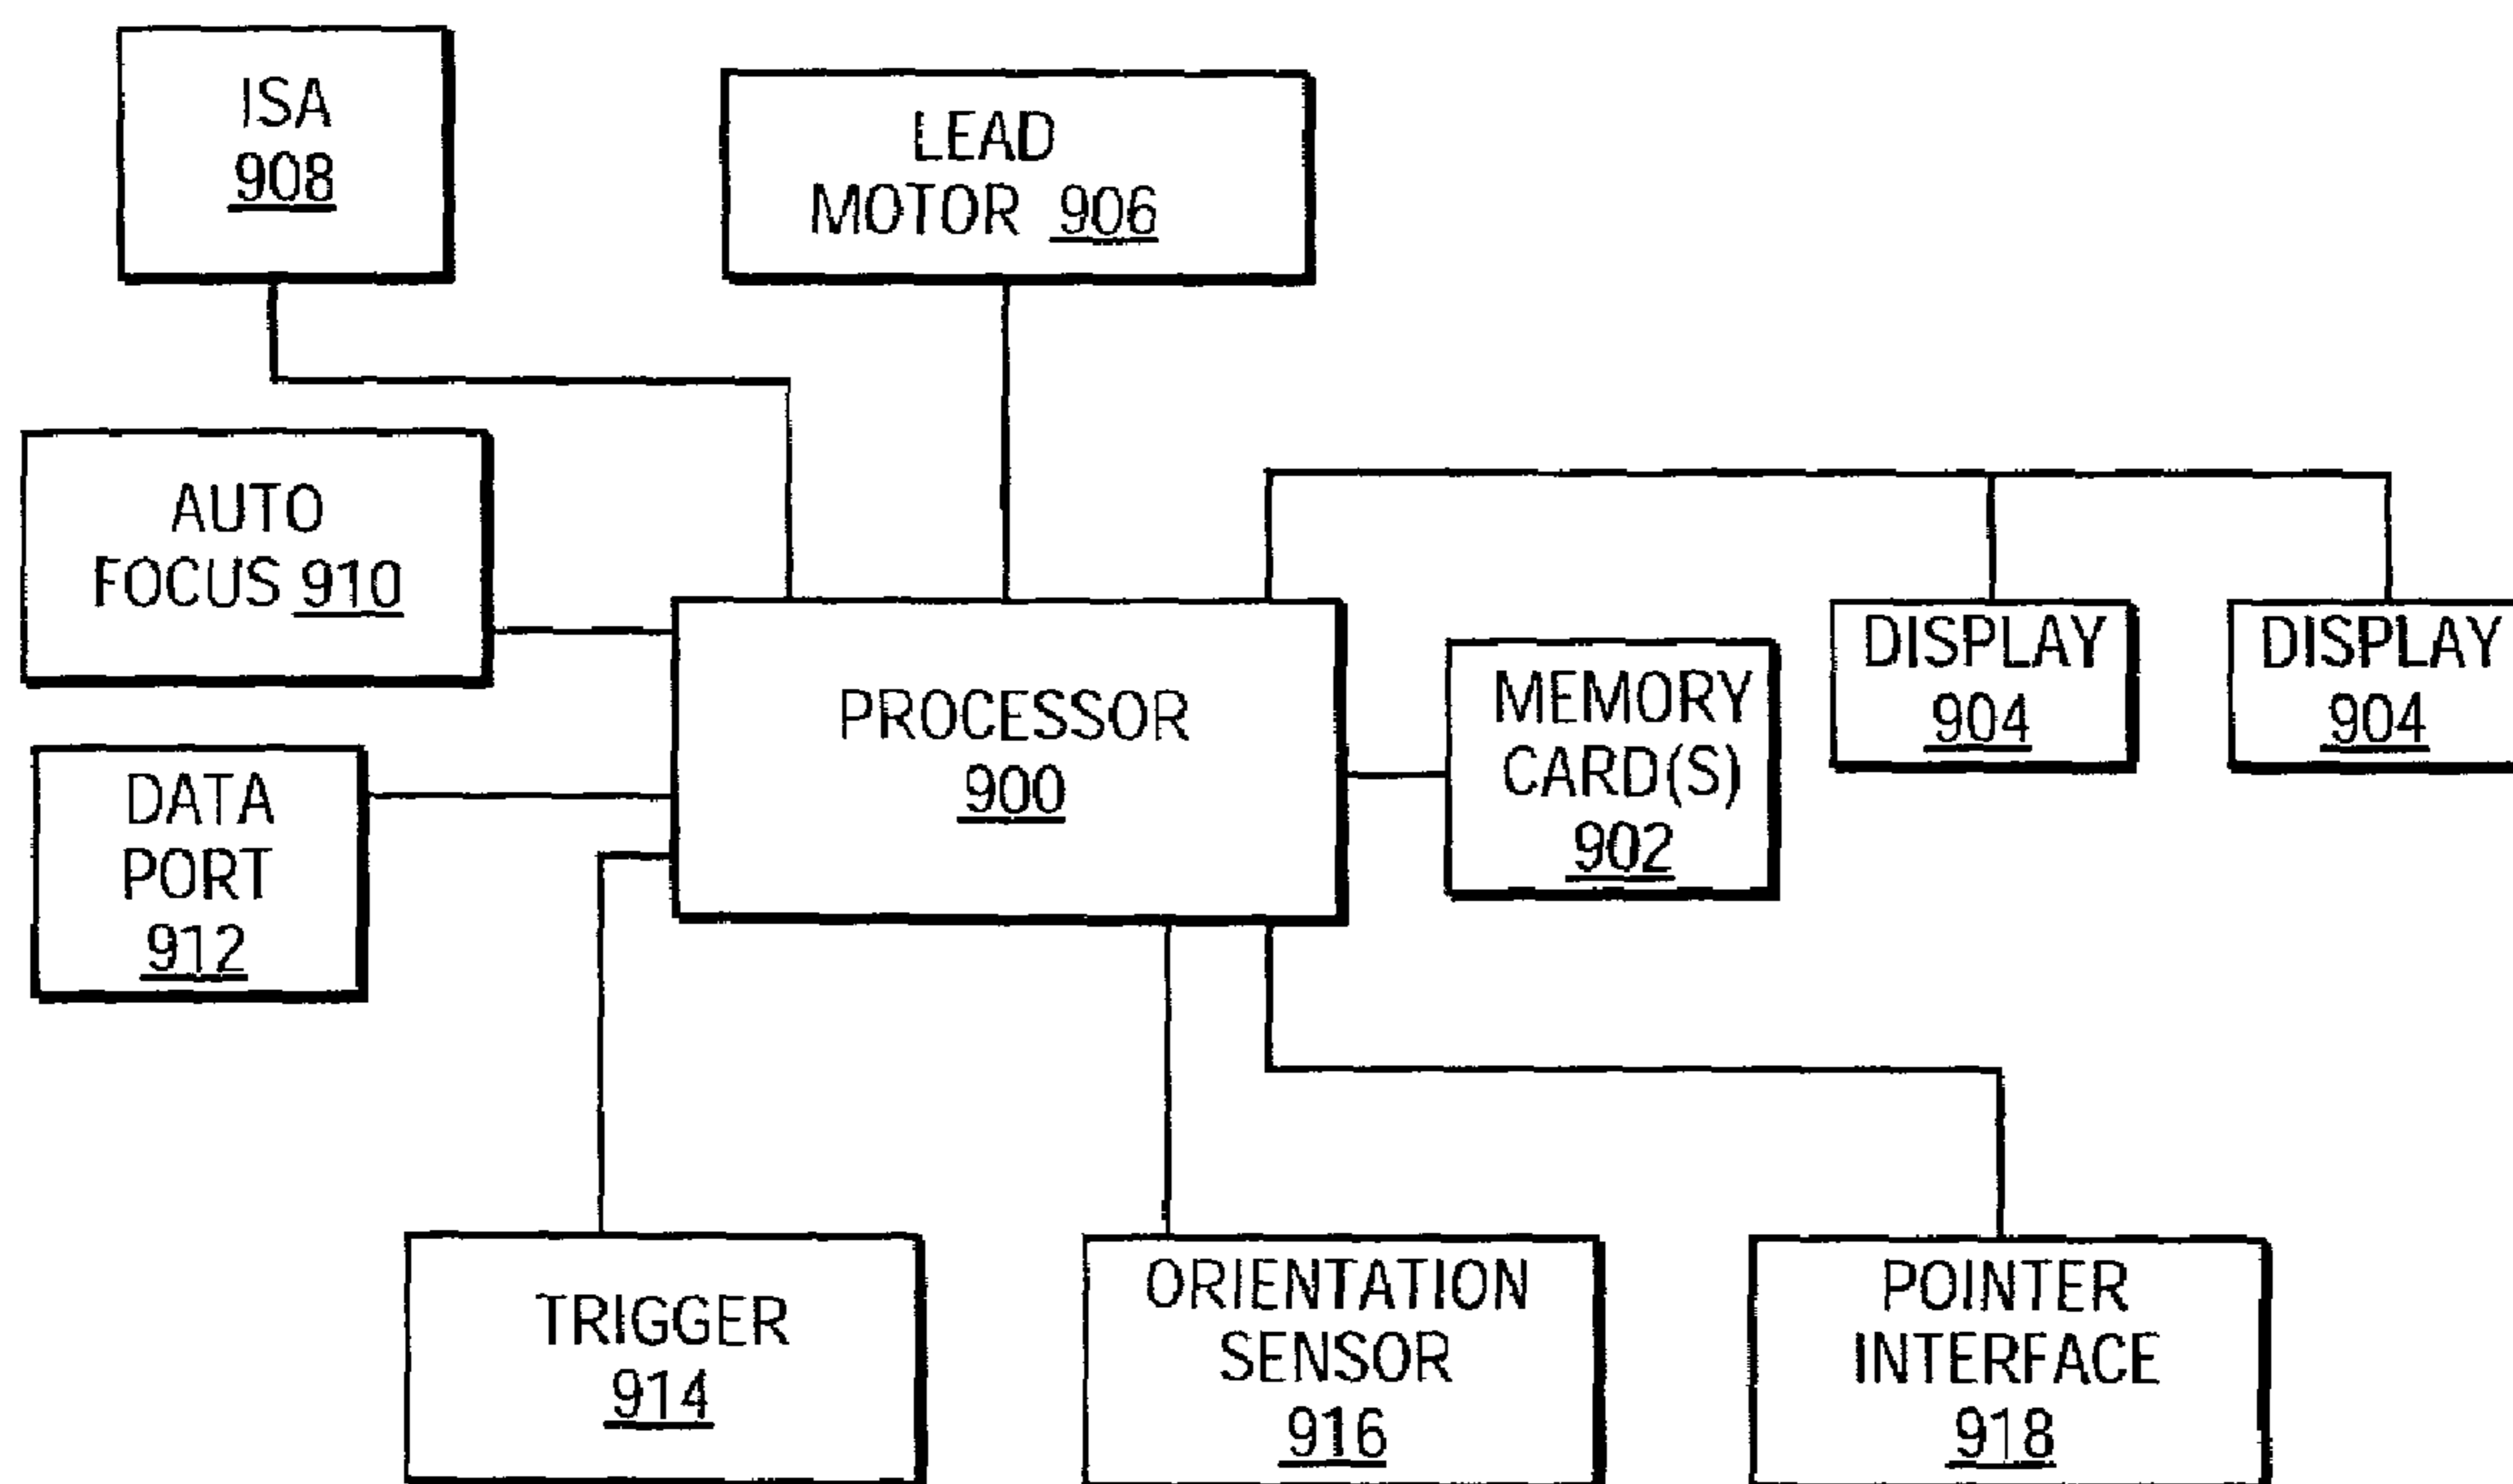 ISA
908
LEAD
MOTOR 906
AUTO
FOCUS 910
PROCESSOR
900
MEMORY
CARD(S)
902
DISPLAY
904
DISPLAY
904
DATA
PORT
912
TRIGGER
914
ORIENTATION
SENSOR
916
POINTER
INTERFACE
918